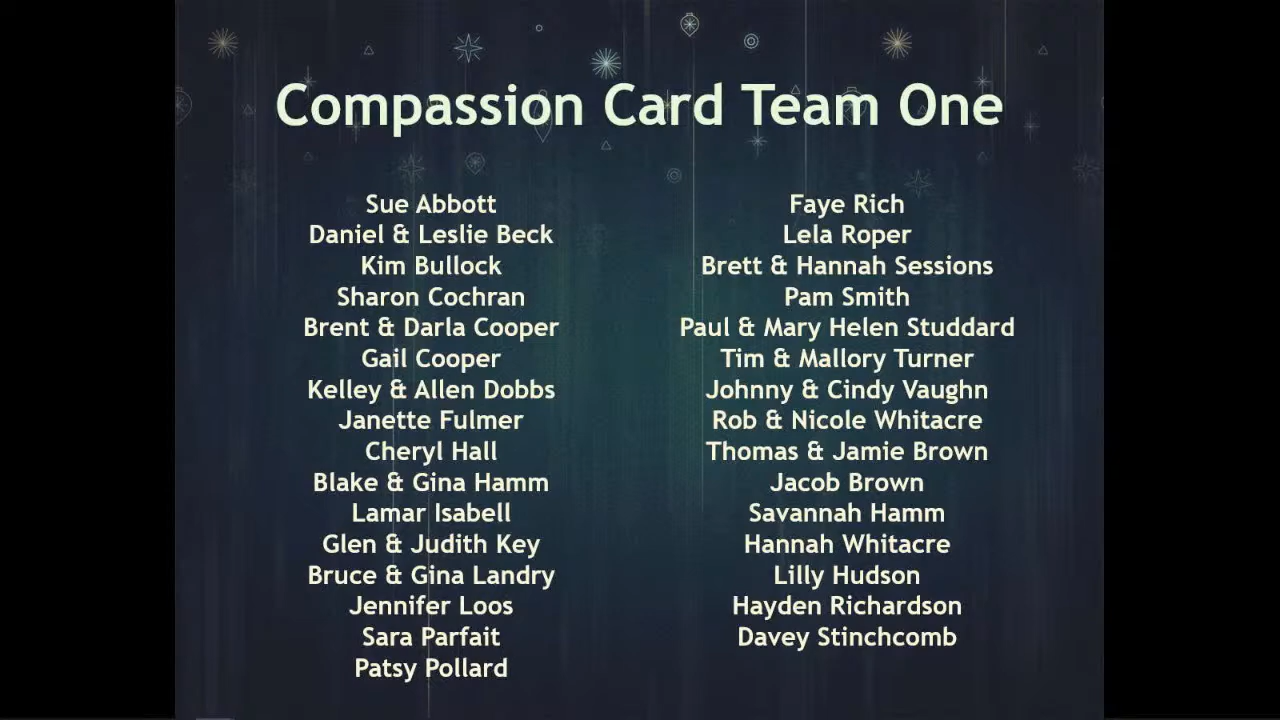 Compassion Card Team One
Sue Abbott
Daniel & Leslie Beck
Kim Bullock
Sharon Cochran
Brent & Darla Cooper
Gail Cooper
Kelley & Allen Dobbs
Janette Fulmer
Cheryl Hall
Blake & Gina Hamm
Lamar Isabell
Glen & Judith Key
Bruce & Gina Landry
Jennifer Loos
Sara Parfait
Patsy Pollard
Faye Rich
Lela Roper
Brett & Hannah Sessions
Pam Smith
Paul & Mary Helen Studdard
Tim & Mallory Turner
Johnny & Cindy Vaughn
Rob & Nicole Whitacre
Thomas & Jamie Brown
Jacob Brown
Savannah Hamm
Hannah Whitacre
Lilly Hudson
Hayden Richardson
Davey Stinchcomb